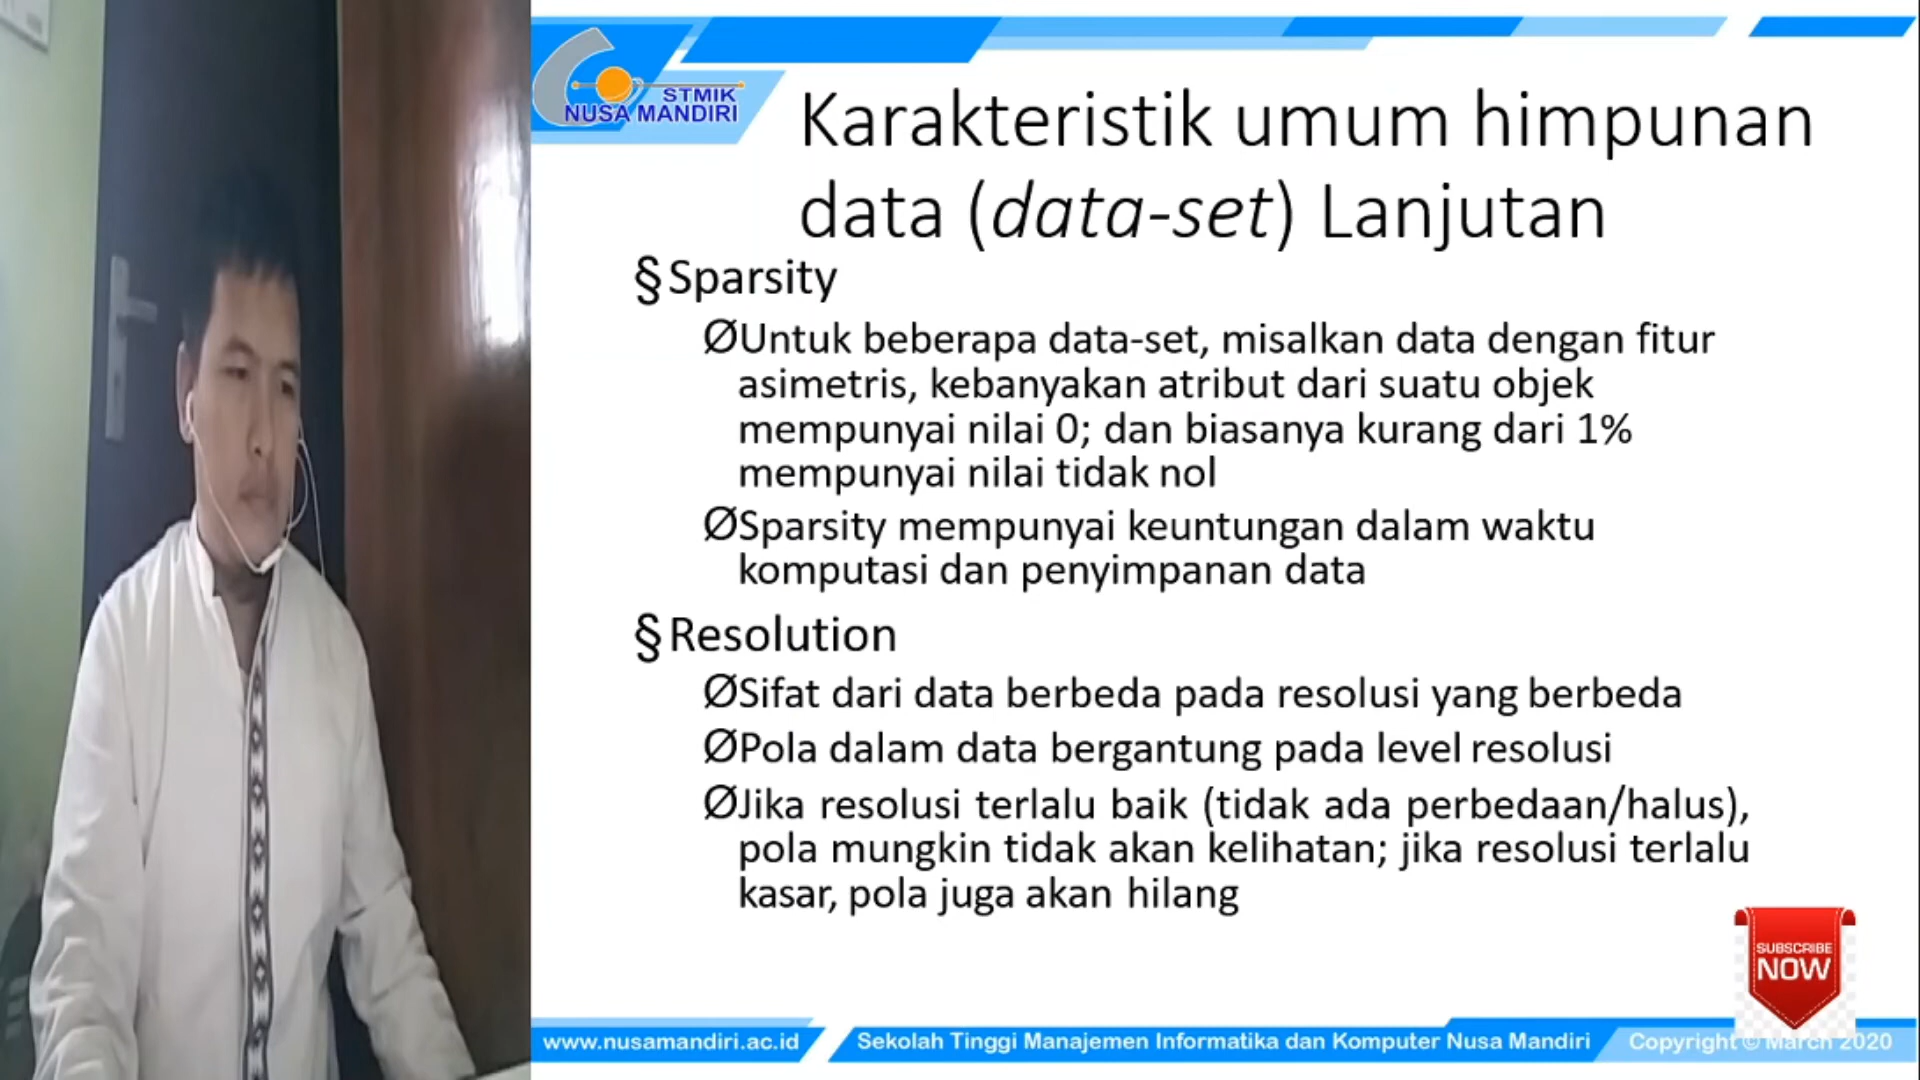 STMIK
NUSA MANDIRI
Karakteristik umum himpunan
data (data-set) Lanjutan
§Sparsity
ØUntuk beberapa data-set, misalkan data dengan fitur
asimetris, kebanyakan atribut dari suatu objek
mempunyai nilai 0; dan biasanya kurang dari 1%
mempunyai nilai tidak nol
ØSparsity mempunyai keuntungan dalam waktu
komputasi dan penyimpanan data
§Resolution
ØSifat dari data berbeda pada resolusi yang berbeda
ØPola dalam data bergantung pada level resolusi
ØJika resolusi terlalu baik (tidak ada perbedaan/halus),
pola mungkin tidak akan kelihatan; jika resolusi terlalu
kasar, pola juga akan hilang
SUBSCRIBE
NOW
www.nusamandiri.ac.id
Sekolah Tinggi Manajemen Informatika dan Komputer Nusa Mandiri
Copyright © March 2020